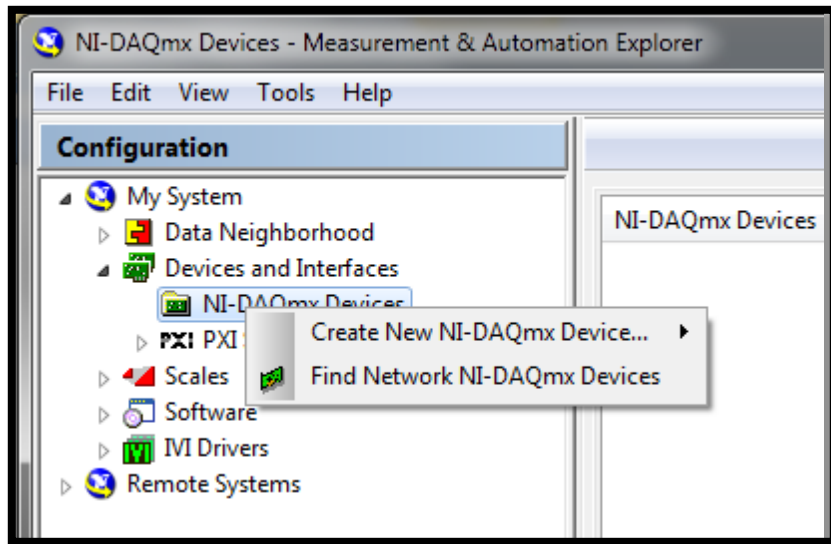 NI-DAQmx Devices - Measurement & Automation Explorer
File Edit View Tools Help
Configuration
My System
Data Neighborhood
Devices and Interfaces
NI-DAQmx Devices
PXI PXI
Scales
Software
IVI Drivers
Remote Systems
Create New NI-DAQmx Device...
Find Network NI-DAQmx Devices
NI-DAQmx Devices